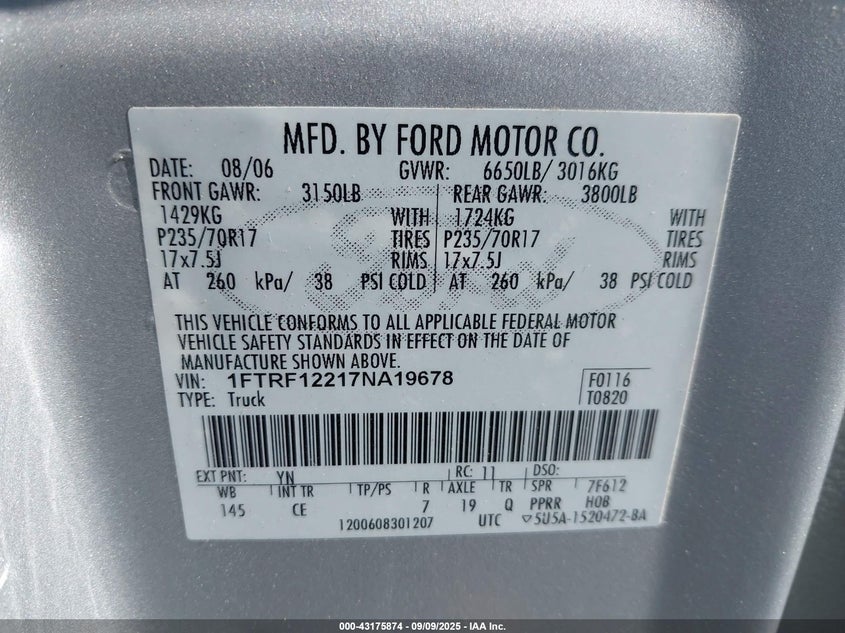 MFD. BY FORD MOTOR CO.
DATE: 08/06 GVWR: 6650LB/ 3016KG
FRONT GAWR: 3150LB REAR GAWR: 3800LB
1429KG WITH 1724KG WITH
P235/70R17 TIRES P235/70R17 TIRES
17x7.5J RIMS 17x7.5J RIMS
AT 260 kPa/ 38 PSI COLD AT 260 kPa/ 38 PSI COLD
THIS VEHICLE CONFORMS TO ALL APPLICABLE FEDERAL MOTOR
VEHICLE SAFETY STANDARDS IN EFFECT ON THE DATE OF
MANUFACTURE SHOWN ABOVE.
VIN: 1FTRF12217NA19678 F0116
TYPE: Truck T0820
EXT PNT: YN RC: 11 DSO:
WB INT TR TP/PS R AXLE TR SPR 7F612
145 CE 7 19 Q PPRR H0B
1200608301207 UTC ▽5U5A-1520472-BA
000-43175874 - 09/09/2025 - IAA Inc.